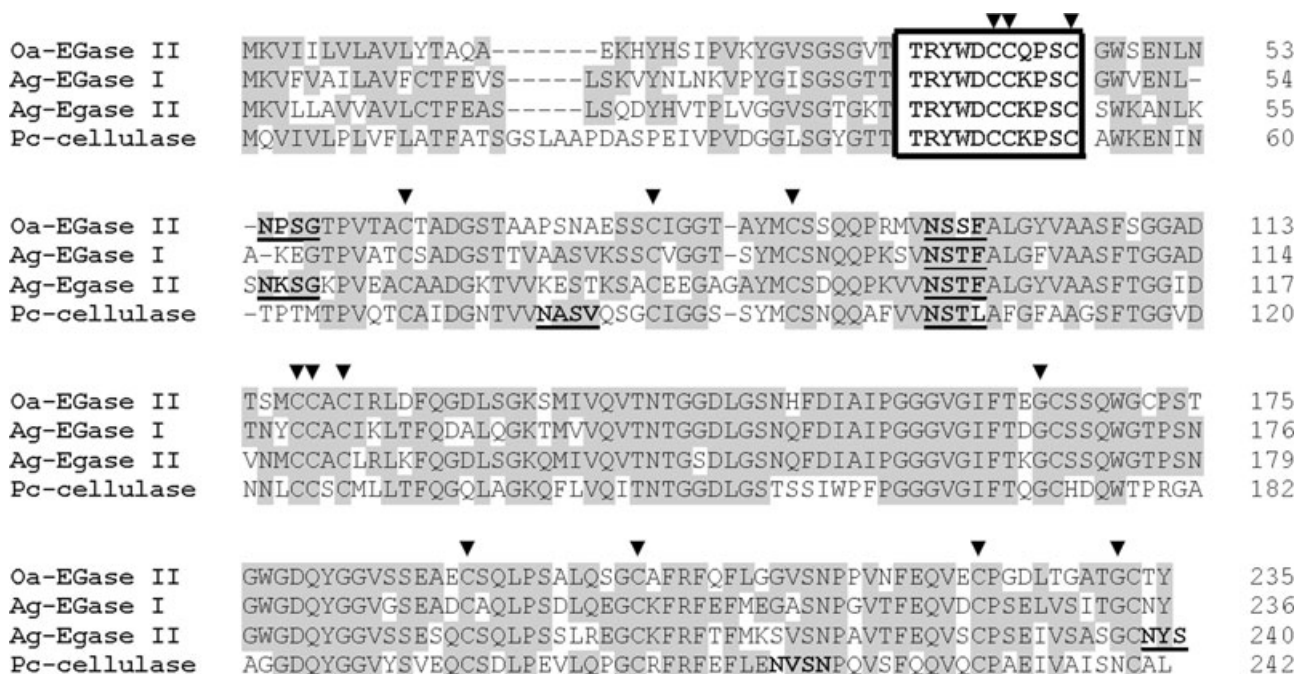 Oa-EGase II MKVIILVLAVLYTAQA-------EKHYHSIPVKYGVSGSGVT TRYWDCCQPSC GWSENLN 53
Ag-EGase I MKVFVAILAVFCTFEVS-----LSKVYNLNKVPYGISGSGTT TRYWDCCKPSC GWVENL- 54
Ag-Egase II MKVLLAVVAVLCTFEAS-----LSQDYHVTPLVGGVSGTGKT TRYWDCCKPSC SWKANLK 55
Pc-cellulase MQVIVLPLVFLATFATSGSLAAPDASPEIVPVDGGLSGYGTT TRYWDCCKPSC AWKENIN 60
Oa-EGase II -NPSGTPVTACTADGSTAAPSNAESSCIGGT-AYMCSSQQPRMVNSSFALGYVAASFSGGAD 113
Ag-EGase I A-KEGTPVATCSADGSTTVAASVKSSCVGGT-SYMCSNQQPKSVNSTFALGFVAASFTGGAD 114
Ag-Egase II SNKSGKPVEACAADGKTVVKESTKSACEEGAGAYMCSDQQPKVVNSTFALGYVAASFTGGID 117
Pc-cellulase -TPTMTPVQTCAIDGNTVVNASVQSGCIGGS-SYMCSNQQAFVVNSTLAFGFAAGSFTGGVD 120
Oa-EGase II TSMCCACIRLDFQGDLSGKSMIVQVTNTGGDLGSNHFDIAIPGGGVGIFTEGCSSQWGCPST 175
Ag-EGase I TNYCCACIKLTFQDALQGKTMVVQVTNTGGDLGSNQFDIAIPGGGVGIFTDGCSSQWGTPSN 176
Ag-Egase II VNMCCACLRLKFQGDLSGKQMIVQVTNTGSDLGSNQFDIAIPGGGVGIFTKGCSSQWGTPSN 179
Pc-cellulase NNLCCSCMLLTFQGQLAGKQFLVQITNTGGDLGSTSSIWPFPGGGVGIFTQGCHDQWTPRGA 182
Oa-EGase II GWGDQYGGVSSEAECSQLPSALQSGCAFRFQFLGGVSNPPVNFEQVECPGDLTGATGCTY 235
Ag-EGase I GWGDQYGGVGSEADCAQLPSDLQEGCKFRFEFMEGASNPGVTFEQVDCPSELVSITGCNY 236
Ag-Egase II GWGDQYGGVSSESQCSQLPSSLREGCKFRFTFMKSVSNPAVTFEQVSCPSEIVSASGCNYS 240
Pc-cellulase AGGDQYGGVYSVEQCSDLPEVLQPGCRFRFEFLENVSNPQVSFQQVQCPAEIVAISNCAL 242